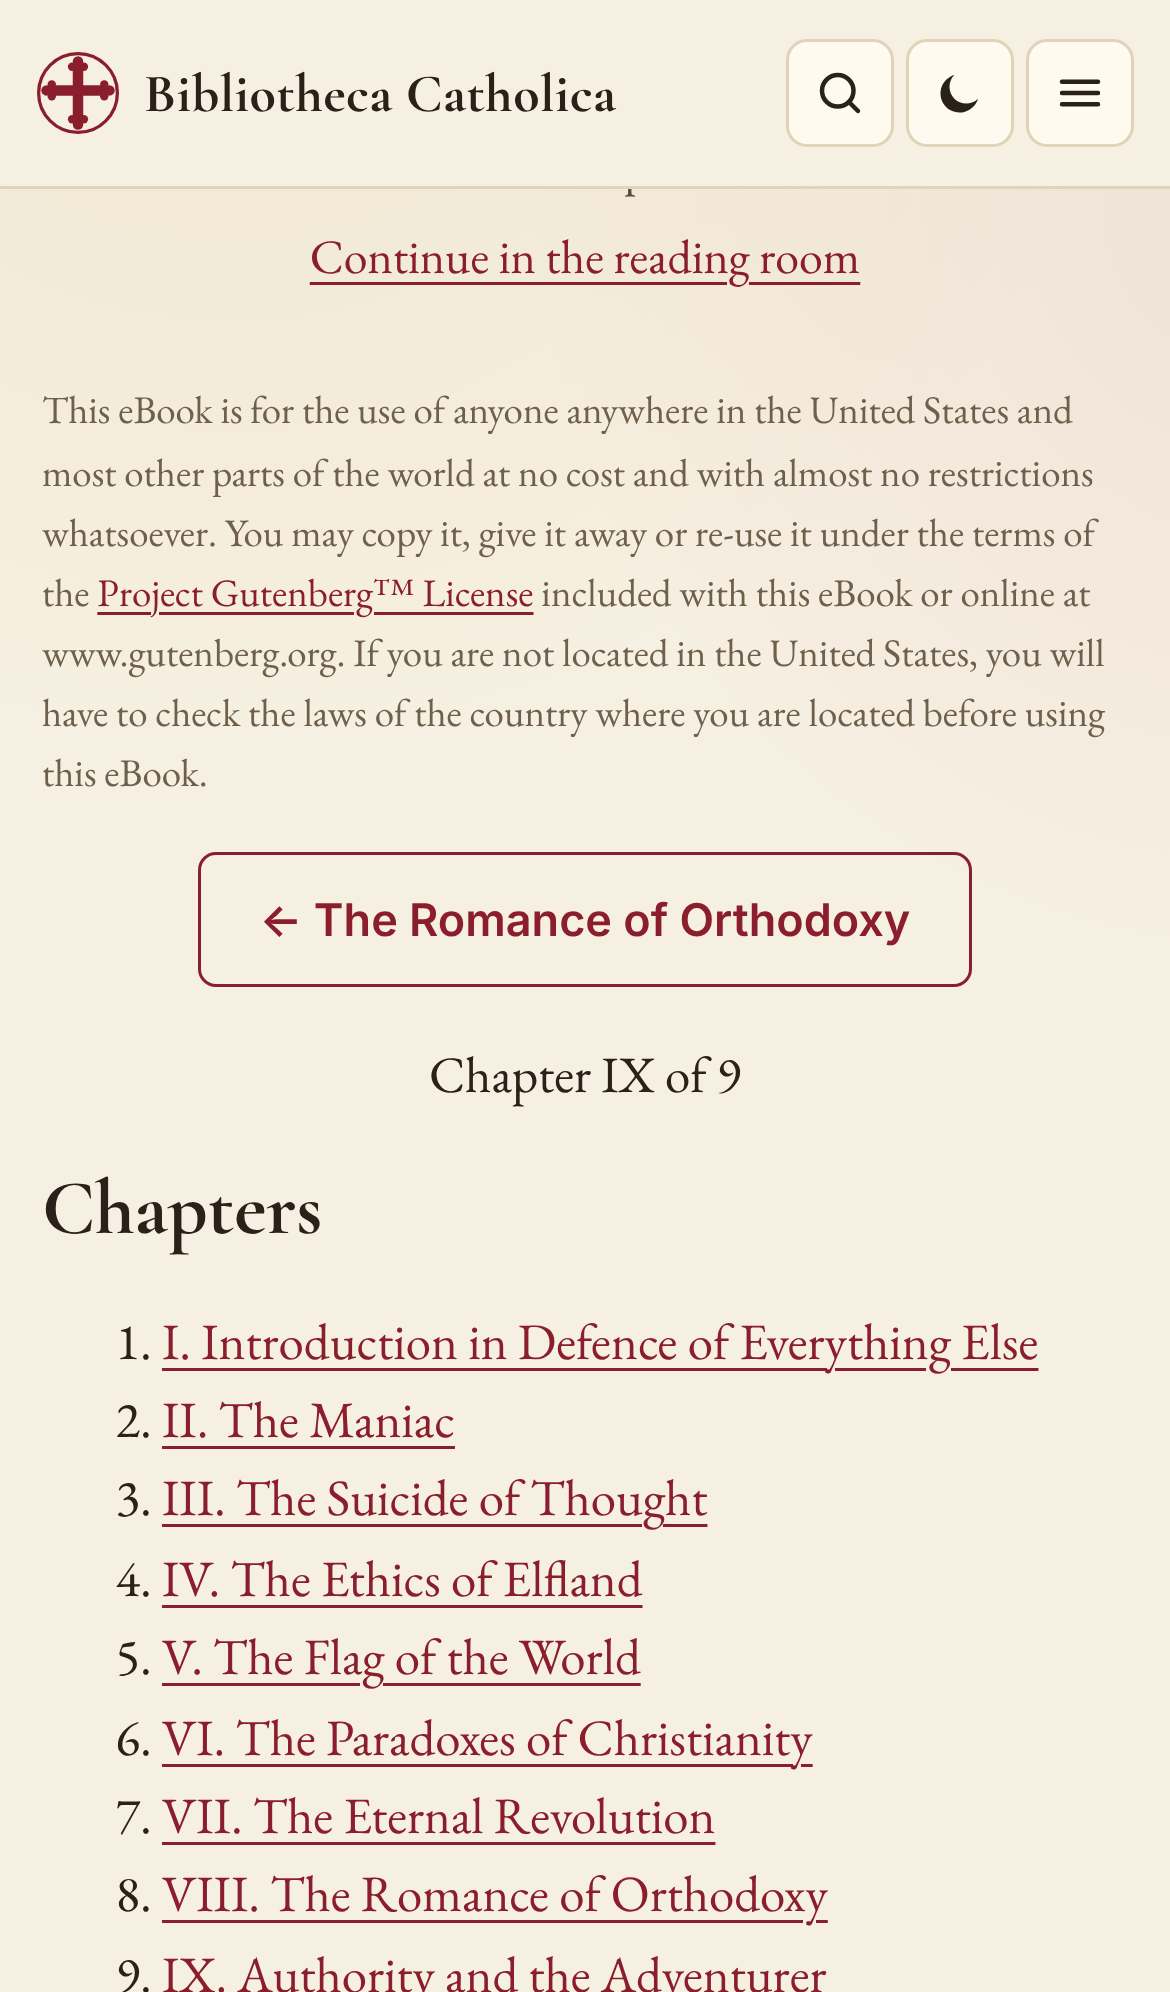 Bibliotheca Catholica
Continue in the reading room
This eBook is for the use of anyone anywhere in the United States and
most other parts of the world at no cost and with almost no restrictions
whatsoever. You may copy it, give it away or re-use it under the terms of
the Project Gutenberg™ License included with this eBook or online at
www.gutenberg.org. If you are not located in the United States, you will
have to check the laws of the country where you are located before using
this eBook.
← The Romance of Orthodoxy
Chapter IX of 9
Chapters
1. I. Introduction in Defence of Everything Else
2. II. The Maniac
3. III. The Suicide of Thought
4. IV. The Ethics of Elfland
5. V. The Flag of the World
6. VI. The Paradoxes of Christianity
7. VII. The Eternal Revolution
8. VIII. The Romance of Orthodoxy
9. IX. Authority and the Adventurer